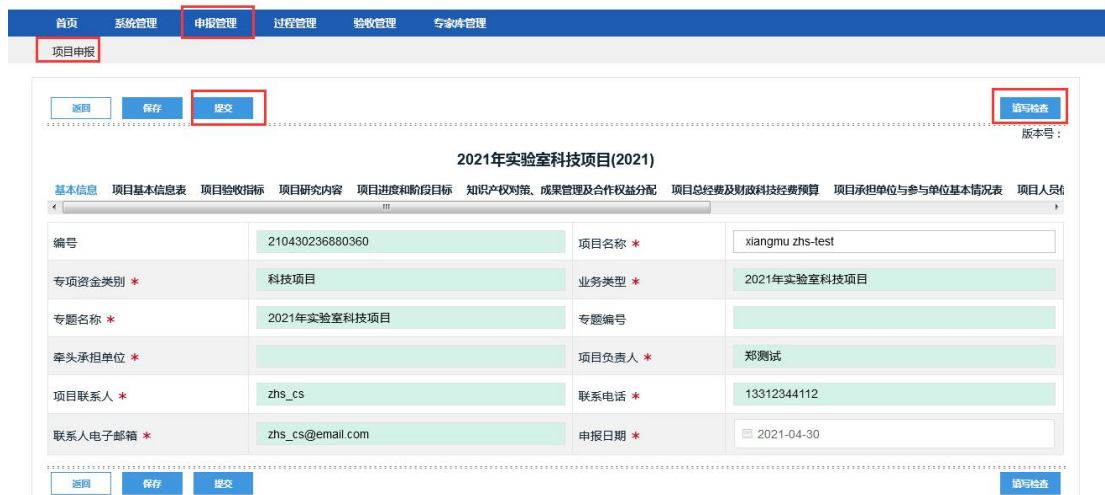 首页 系统管理 申报管理 过程管理 验收管理 专家库管理
项目申报
返回 保存 提交 填写检查
版本号：
2021年实验室科技项目(2021)
基本信息 项目基本信息表 项目验收指标 项目研究内容 项目进度和阶段目标 知识产权对策、成果管理及合作权益分配 项目总经费及财政科技经费预算 项目承担单位与参与单位基本情况表 项目人员
编号 210430236880360 项目名称 * xiangmu zhs-test
专项资金类别 * 科技项目 业务类型 * 2021年实验室科技项目
专题名称 * 2021年实验室科技项目 专题编号
牵头承担单位 * 项目负责人 * 郑测试
项目联系人 * zhs_cs 联系电话 * 13312344112
联系人电子邮箱 * zhs_cs@email.com 申报日期 * 2021-04-30
返回 保存 提交 填写检查